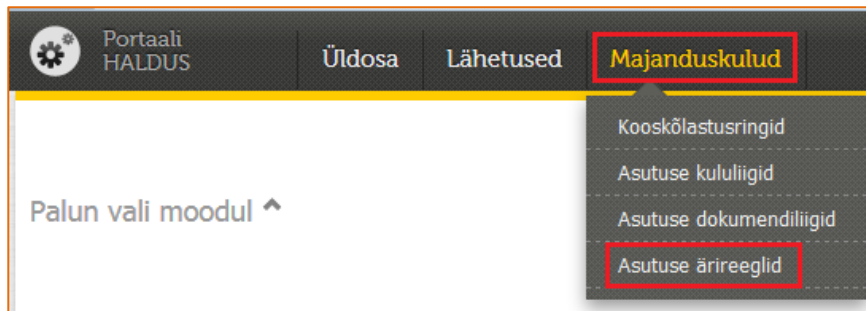 Portaali
HALDUS
Üldosa
Lähetused
Majanduskulud
Kooskõlastusringid
Asutuse kululiigid
Asutuse dokumendiliigid
Asutuse ärireeglid
Palun vali moodul ^